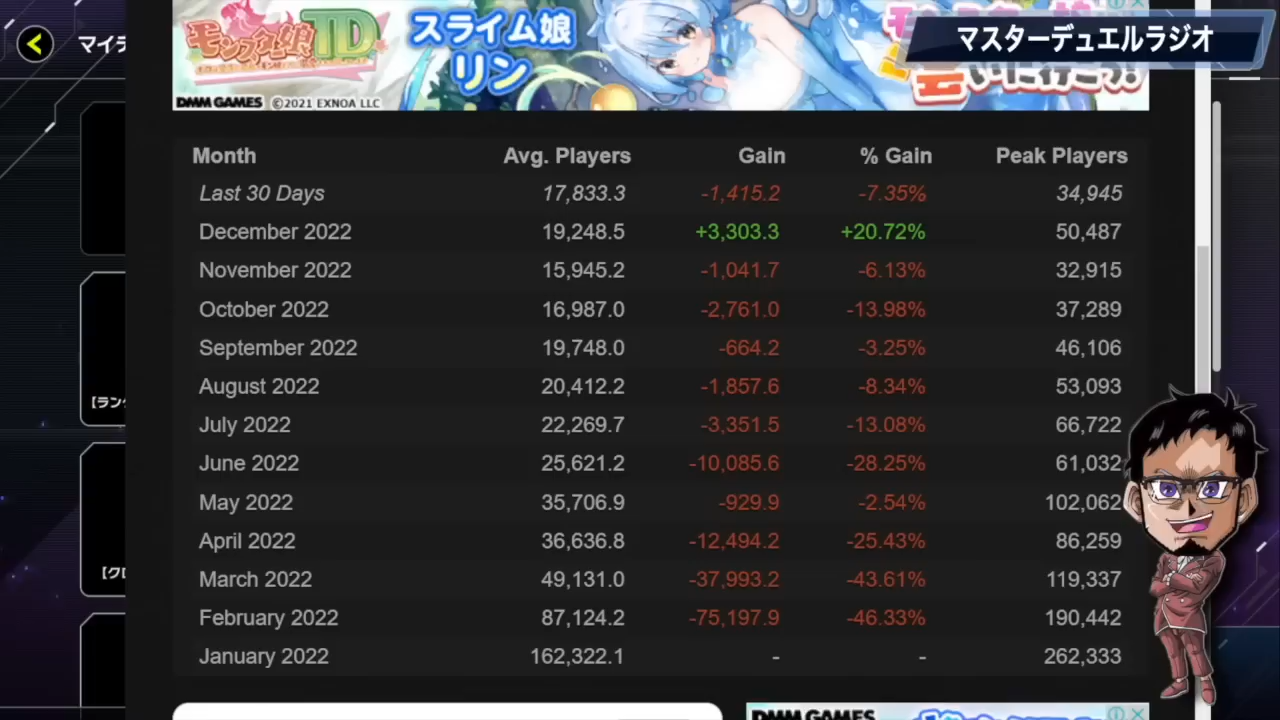 マイデ
モンスター娘TD
スライム娘
リン
マスターデュエルラジオ
DMM GAMES ©2021 EXNOA LLC
Month Avg. Players Gain % Gain Peak Players
Last 30 Days 17,833.3 -1,415.2 -7.35% 34,945
December 2022 19,248.5 +3,303.3 +20.72% 50,487
November 2022 15,945.2 -1,041.7 -6.13% 32,915
October 2022 16,987.0 -2,761.0 -13.98% 37,289
September 2022 19,748.0 -664.2 -3.25% 46,106
August 2022 20,412.2 -1,857.6 -8.34% 53,093
July 2022 22,269.7 -3,351.5 -13.08% 66,722
June 2022 25,621.2 -10,085.6 -28.25% 61,032
May 2022 35,706.9 -929.9 -2.54% 102,062
April 2022 36,636.8 -12,494.2 -25.43% 86,259
March 2022 49,131.0 -37,993.2 -43.61% 119,337
February 2022 87,124.2 -75,197.9 -46.33% 190,442
January 2022 162,322.1 - - 262,333
【ラン
【ク
DMM GAMES